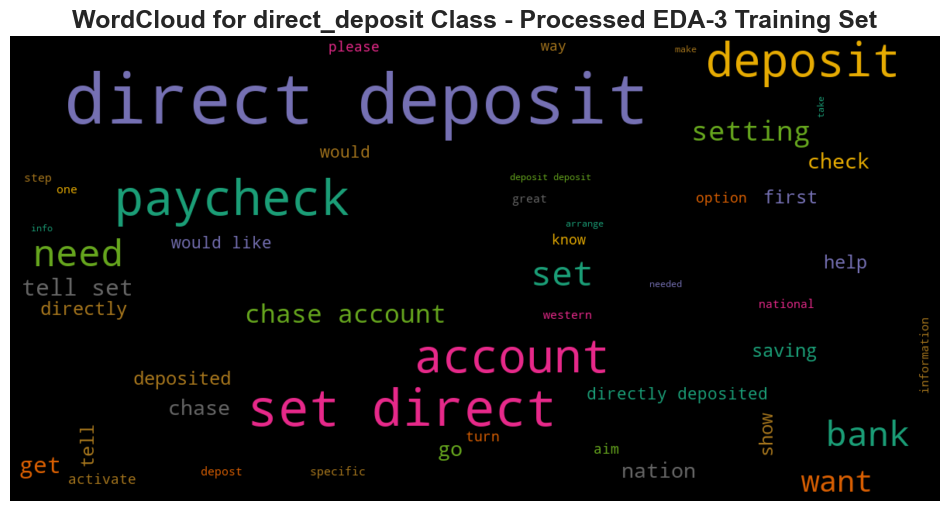 WordCloud for direct_deposit Class - Processed EDA-3 Training Set
please
way
make
deposit
direct deposit
take
setting
would
check
step
one
deposit deposit
paycheck
great
option
first
info
arrange
need
would like
know
help
tell set
set
needed
directly
chase account
western
national
information
account
saving
deposited
directly deposited
chase
set direct
turn
show
bank
tell
go
aim
get
activate
depost
specific
nation
want